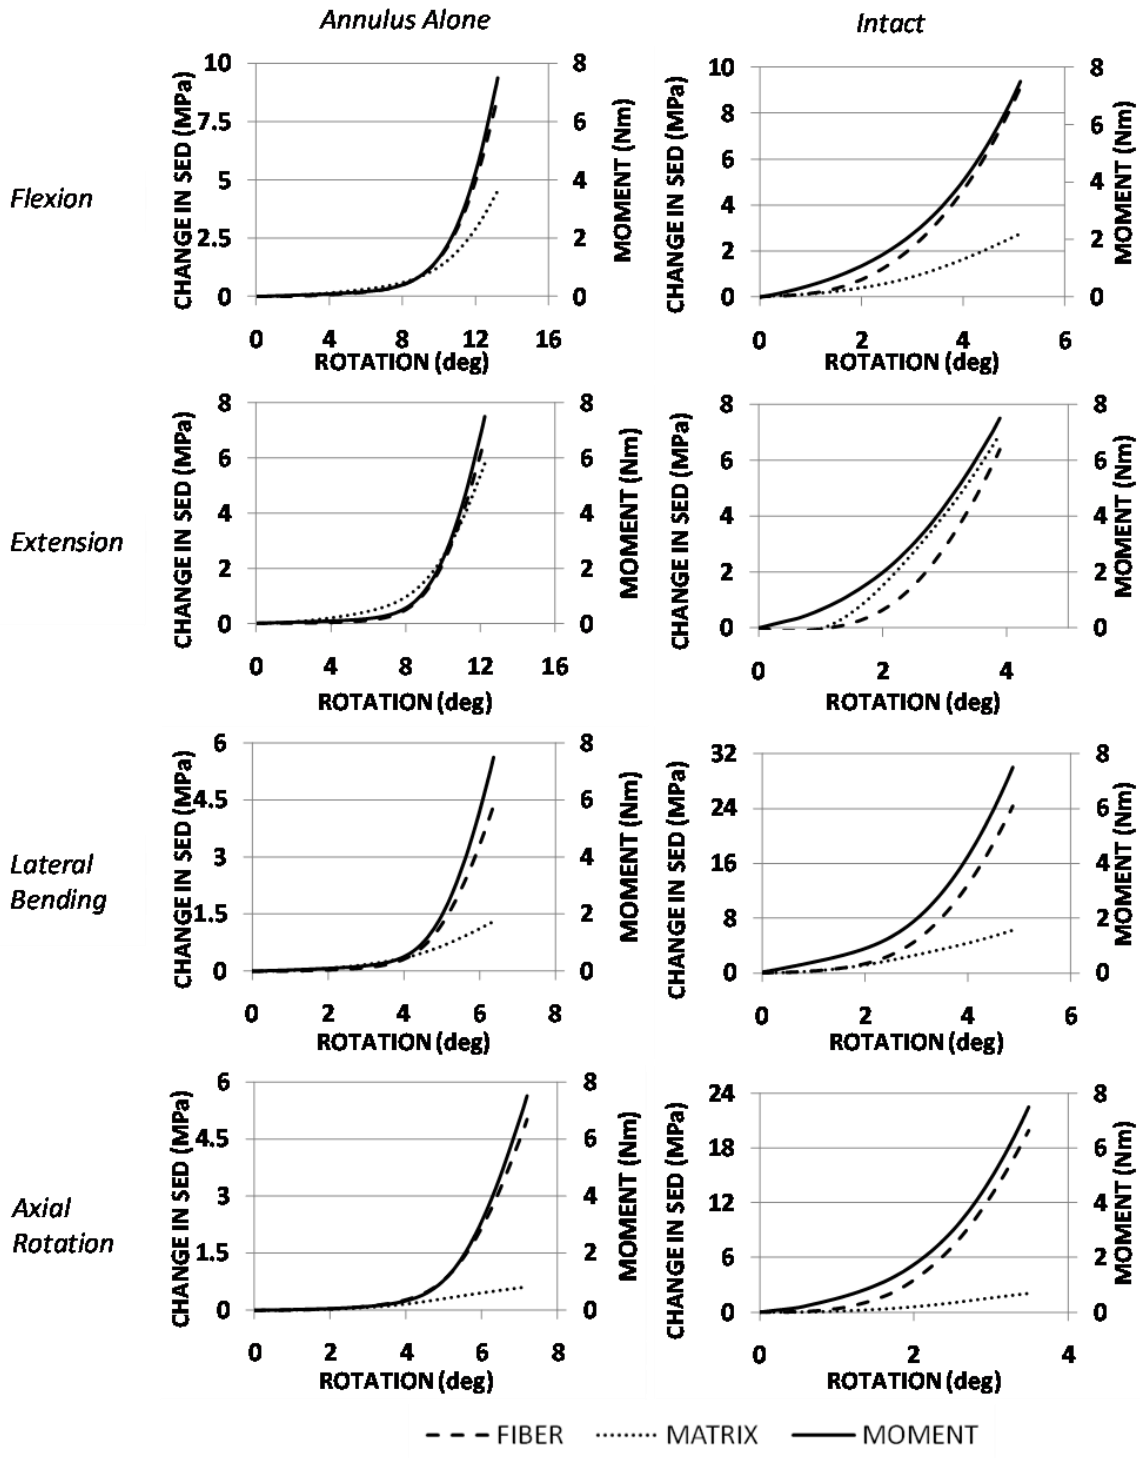 Annulus Alone
Intact
Flexion
CHANGE IN SED (MPa)
10
7.5
5
2.5
0
8
6
4
2
0
MOMENT (Nm)
0 4 8 12 16
ROTATION (deg)
CHANGE IN SED (MPa)
10
8
6
4
2
0
8
6
4
2
0
MOMENT (Nm)
0 2 4 6
ROTATION (deg)
Extension
CHANGE IN SED (MPa)
8
6
4
2
0
8
6
4
2
0
MOMENT (Nm)
0 4 8 12 16
ROTATION (deg)
CHANGE IN SED (MPa)
8
6
4
2
0
8
6
4
2
0
MOMENT (Nm)
0 2 4
ROTATION (deg)
Lateral
Bending
CHANGE IN SED (MPa)
6
4.5
3
1.5
0
8
6
4
2
0
MOMENT (Nm)
0 2 4 6 8
ROTATION (deg)
CHANGE IN SED (MPa)
32
24
16
8
0
8
6
4
2
0
MOMENT (Nm)
0 2 4 6
ROTATION (deg)
Axial
Rotation
CHANGE IN SED (MPa)
6
4.5
3
1.5
0
8
6
4
2
0
MOMENT (Nm)
0 2 4 6 8
ROTATION (deg)
CHANGE IN SED (MPa)
24
18
12
6
0
8
6
4
2
0
MOMENT (Nm)
0 2 4
ROTATION (deg)
FIBER MATRIX MOMENT